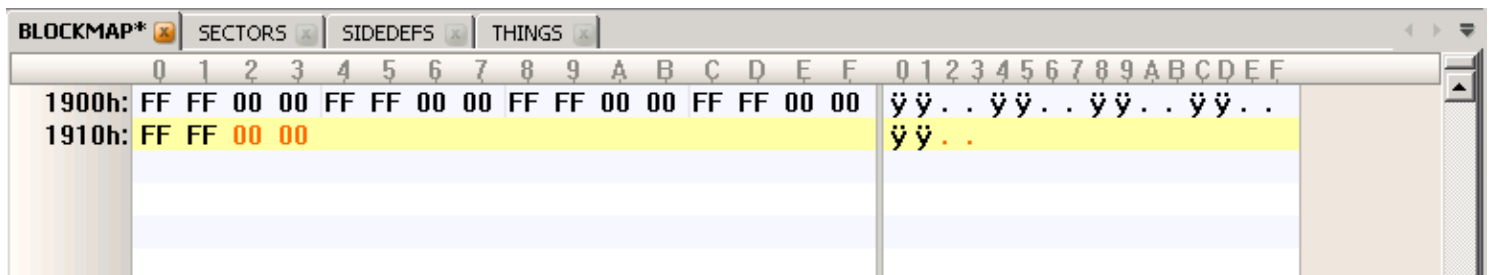 BLOCKMAP* SECTORS SIDEDEFS THINGS
0 1 2 3 4 5 6 7 8 9 A B C D E F 0 1 2 3 4 5 6 7 8 9 A B C D E F
1900h: FF FF 00 00 FF FF 00 00 FF FF 00 00 FF FF 00 00 ÿÿ..ÿÿ..ÿÿ..ÿÿ..
1910h: FF FF 00 00 ÿÿ..